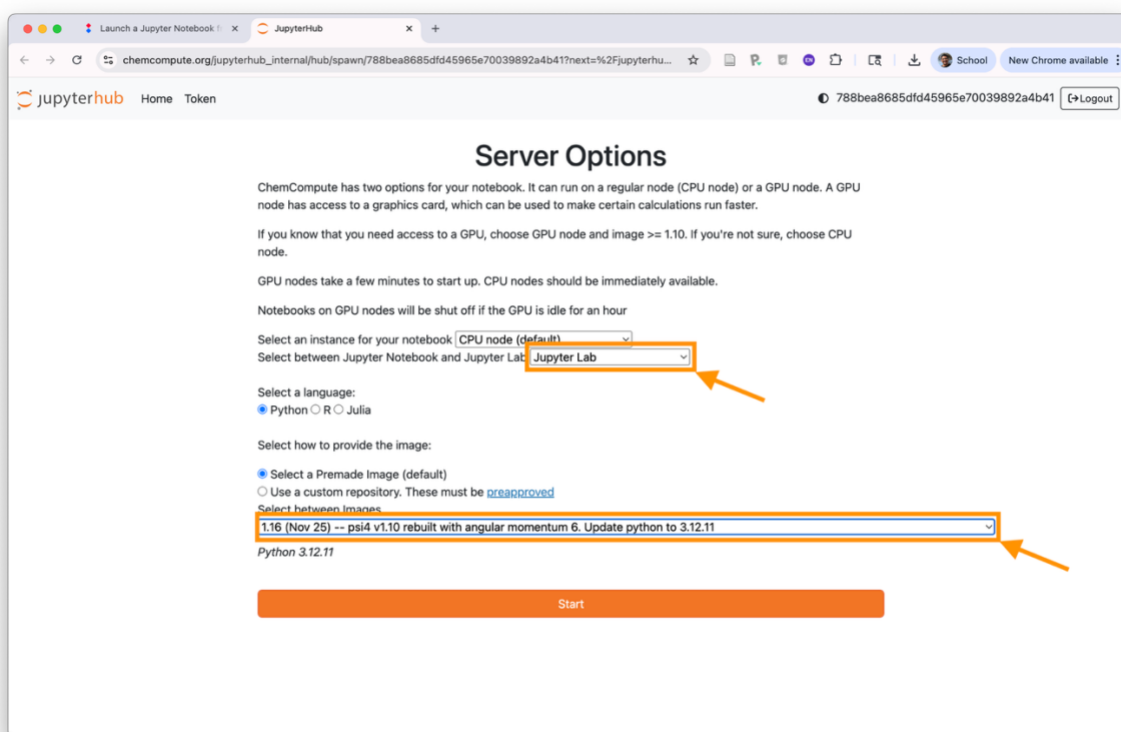 Launch a Jupyter Notebook f
JupyterHub
chemcompute.org/jupyterhub_internal/hub/spawn/788bea8685dfd45965e70039892a4b41?next=%2Fjupyterhu...
School
New Chrome available
jupyterhub
Home
Token
788bea8685dfd45965e70039892a4b41
Logout
Server Options
ChemCompute has two options for your notebook. It can run on a regular node (CPU node) or a GPU node. A GPU
node has access to a graphics card, which can be used to make certain calculations run faster.
If you know that you need access to a GPU, choose GPU node and image >= 1.10. If you're not sure, choose CPU
node.
GPU nodes take a few minutes to start up. CPU nodes should be immediately available.
Notebooks on GPU nodes will be shut off if the GPU is idle for an hour
Select an instance for your notebook CPU node (default)
Select between Jupyter Notebook and Jupyter Lab Jupyter Lab
Select a language:
Python R Julia
Select how to provide the image:
Select a Premade Image (default)
Use a custom repository. These must be preapproved
Select between Images
1.16 (Nov 25) -- psi4 v1.10 rebuilt with angular momentum 6. Update python to 3.12.11
Python 3.12.11
Start